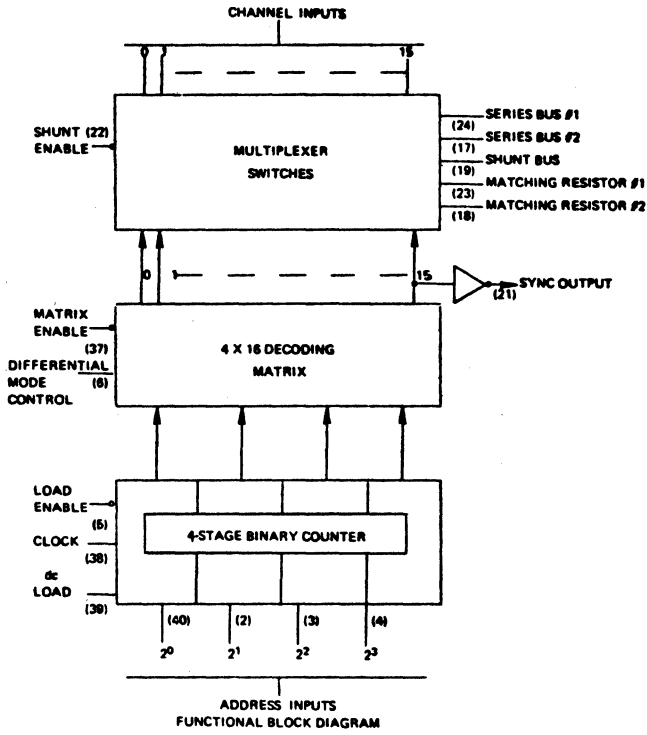 CHANNEL INPUTS
0 1 15
SHUNT (22)
ENABLE
MULTIPLEXER
SWITCHES
SERIES BUS #1
(24)
SERIES BUS #2
(17)
SHUNT BUS
(19)
MATCHING RESISTOR #1
(23)
MATCHING RESISTOR #2
(18)
0 1 15
SYNC OUTPUT
(21)
MATRIX
ENABLE
(37)
DIFFERENTIAL
MODE (6)
CONTROL
4 X 16 DECODING
MATRIX
LOAD
ENABLE
(5)
CLOCK
(38)
dc
LOAD
(39)
4-STAGE BINARY COUNTER
(40) (2) (3) (4)
2⁰ 2¹ 2² 2³
ADDRESS INPUTS
FUNCTIONAL BLOCK DIAGRAM